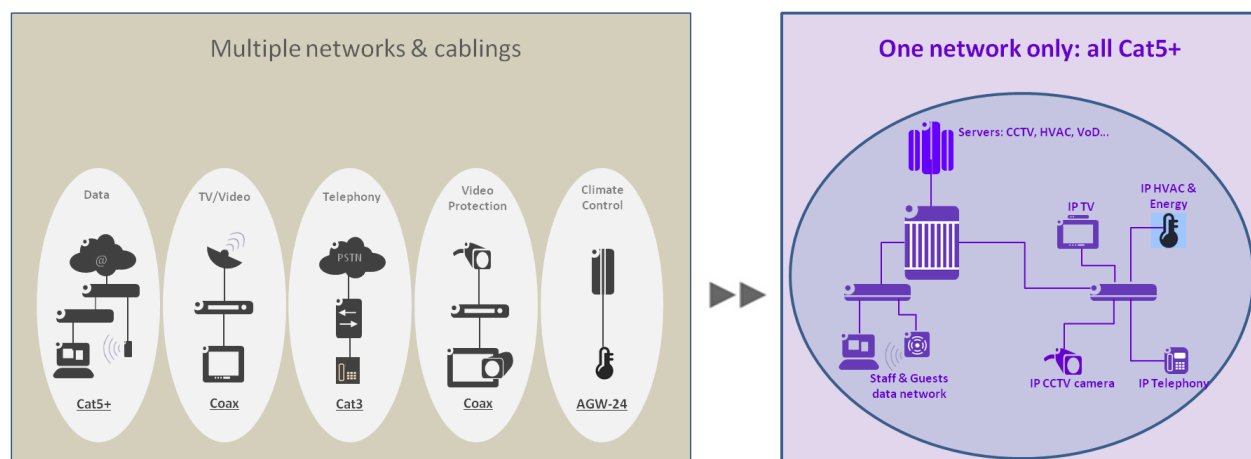 Multiple networks & cablings
Data
TV/Video
Telephony
Video
Protection
Climate
Control
@
PSTN
Cat5+
Coax
Cat3
Coax
AGW-24
One network only: all Cat5+
Servers: CCTV, HVAC, VoD...
IP TV
IP HVAC &
Energy
Staff & Guests
data network
IP CCTV camera
IP Telephony